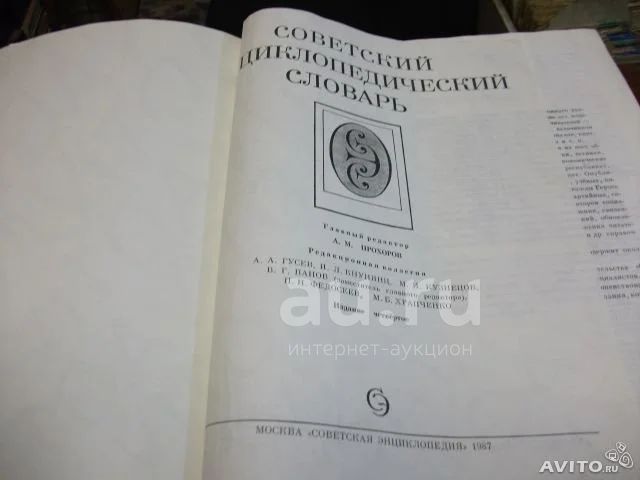 СОВЕТСКИЙ
ЦИКЛОПЕДИЧЕСКИЙ
СЛОВАРЬ
Главный редактор
А. М. ПРОХОРОВ
Редакционная коллегия
А. А. ГУСЕВ, И. Л. КНУНЯНЦ, М. И. КУЗНЕЦОВ,
В. Г. ПАНОВ (заместитель главного редактора),
П. Н. ФЕДОСЕЕВ, М. Б. ХРАПЧЕНКО
Издание четвертое
МОСКВА «СОВЕТСКАЯ ЭНЦИКЛОПЕДИЯ» 1987
au.ru
интернет-аукцион
AVITO.ru